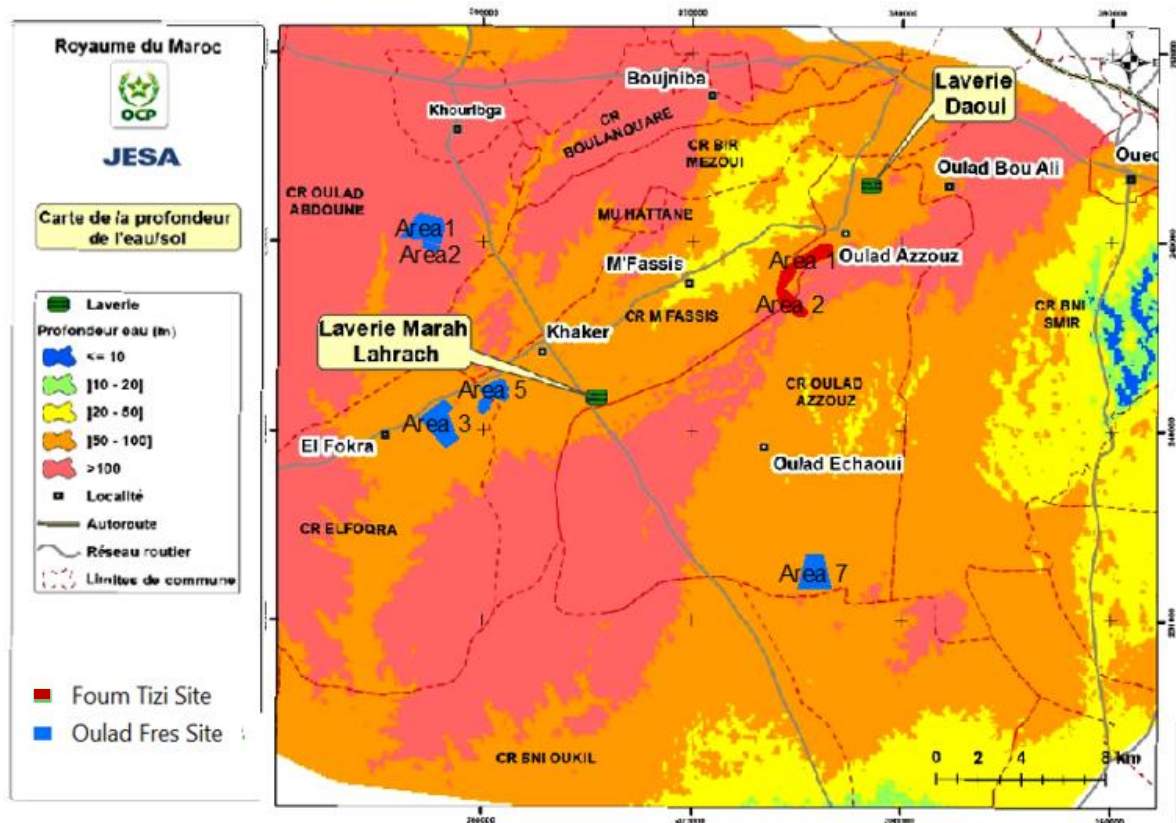 Royaume du Maroc
OCP
JESA
Carte de la profondeur
de l'eau/sol
Laverie
Profondeur eau (m)
<= 10
]10 - 20]
]20 - 50]
]50 - 100]
>100
Localité
Autoroute
Réseau routier
Limites de commune
Foum Tizi Site
Oulad Fres Site
Boujniba
Laverie
Daoui
Khouribga
CR
BOULANOUARE
CR BIR
MEZOUI
Oulad Bou Ali
Oued
CR OULAD
ABDOUNE
MU HATTANE
Area1
Area2
Oulad Azzouz
Area 1
M'Fassis
Area 2
CR BNI
SMIR
CR M FASSIS
Laverie Marah
Lahrach
Khaker
CR OULAD
AZZOUZ
Area 5
Area 3
El Fokra
Oulad Echaoui
CR ELFOQRA
Area 7
CR BNI OUKIL
0 2 4 8 km